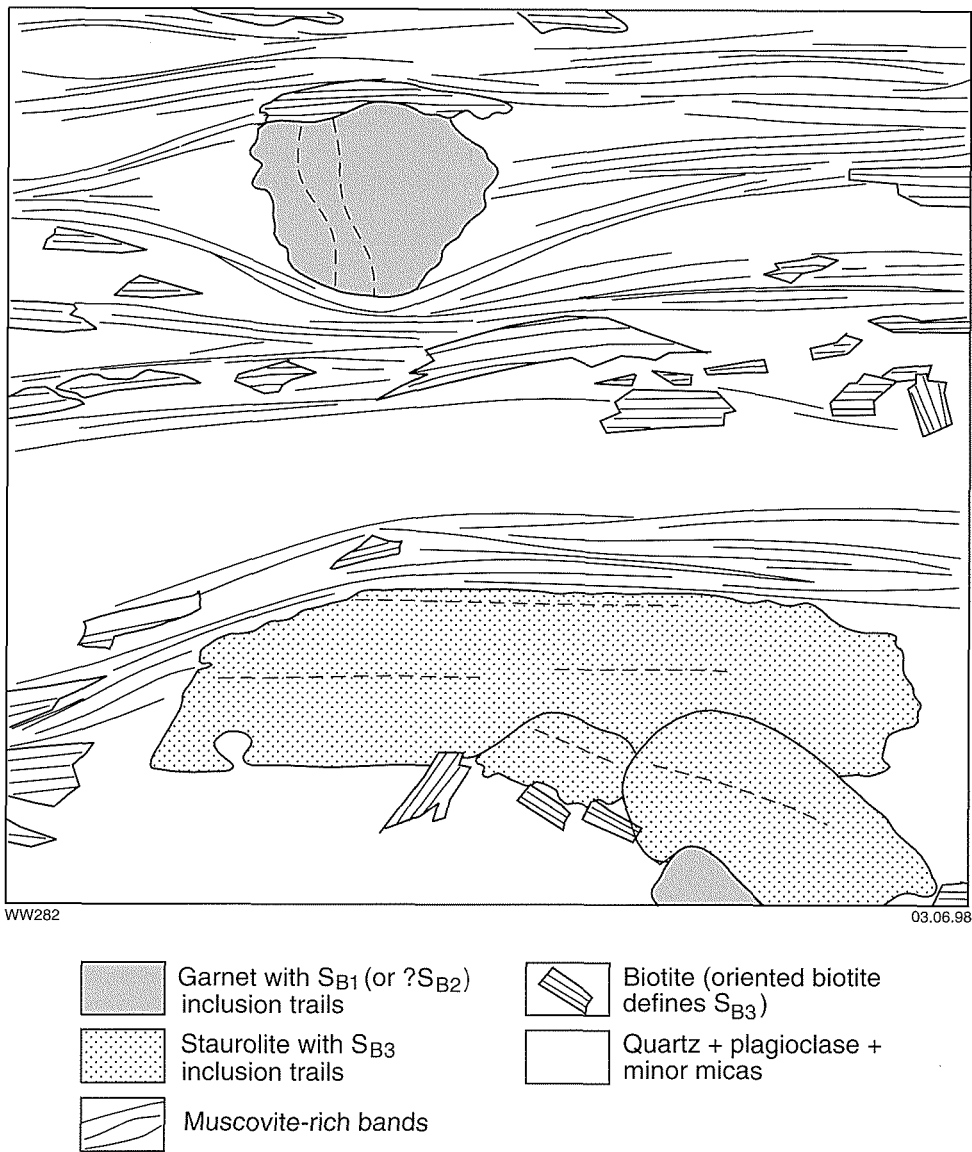 WW282
03.06.98
Garnet with SB1 (or ?SB2)
inclusion trails
Staurolite with SB3
inclusion trails
Muscovite-rich bands
Biotite (oriented biotite
defines SB3)
Quartz + plagioclase +
minor micas